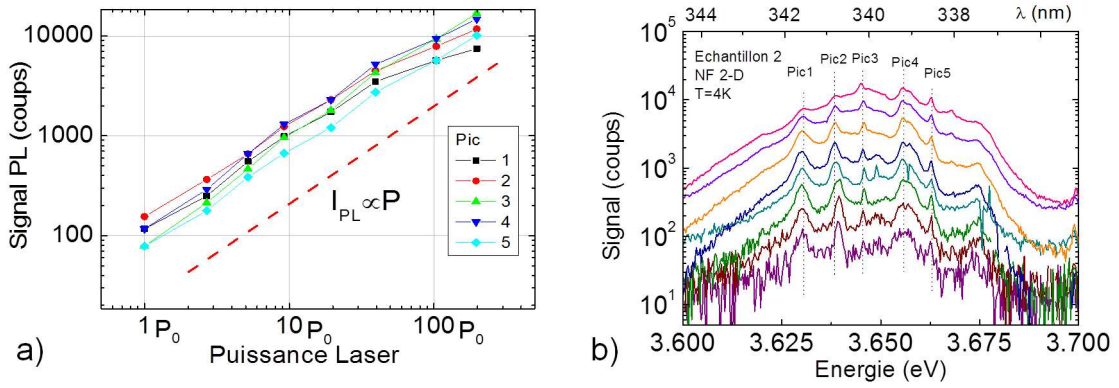 a)
Signal PL (coups)
10000
1000
100
1 P0
10 P0
100 P0
Puissance Laser
Pic
1
2
3
4
5
I_PL∝P
b)
344
342
340
338
λ (nm)
Signal (coups)
10^5
10^4
10^3
10^2
10^1
Echantillon 2
NF 2-D
T=4K
Pic1
Pic2
Pic3
Pic4
Pic5
3.600
3.625
3.650
3.675
3.700
Energie (eV)